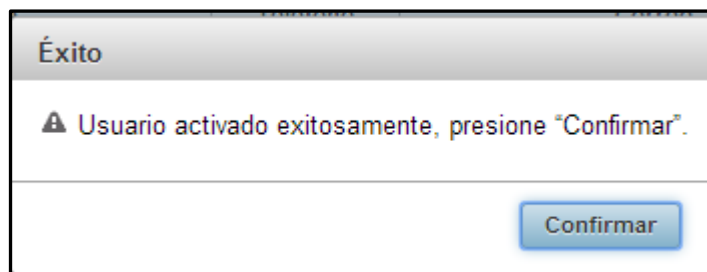 Éxito
Usuario activado exitosamente, presione “Confirmar”.
Confirmar